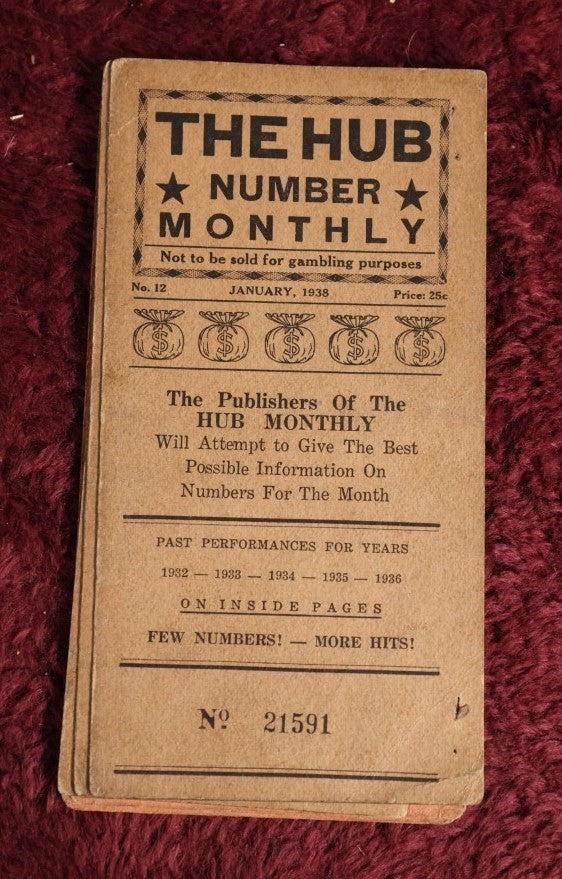 THE HUB
★ NUMBER ★
MONTHLY
Not to be sold for gambling purposes
No. 12 JANUARY, 1938 Price: 25c
$ $ $ $ $
The Publishers Of The
HUB MONTHLY
Will Attempt to Give The Best
Possible Information On
Numbers For The Month
PAST PERFORMANCES FOR YEARS
1932 — 1933 — 1934 — 1935 — 1936
ON INSIDE PAGES
FEW NUMBERS! — MORE HITS!
Nº 21591